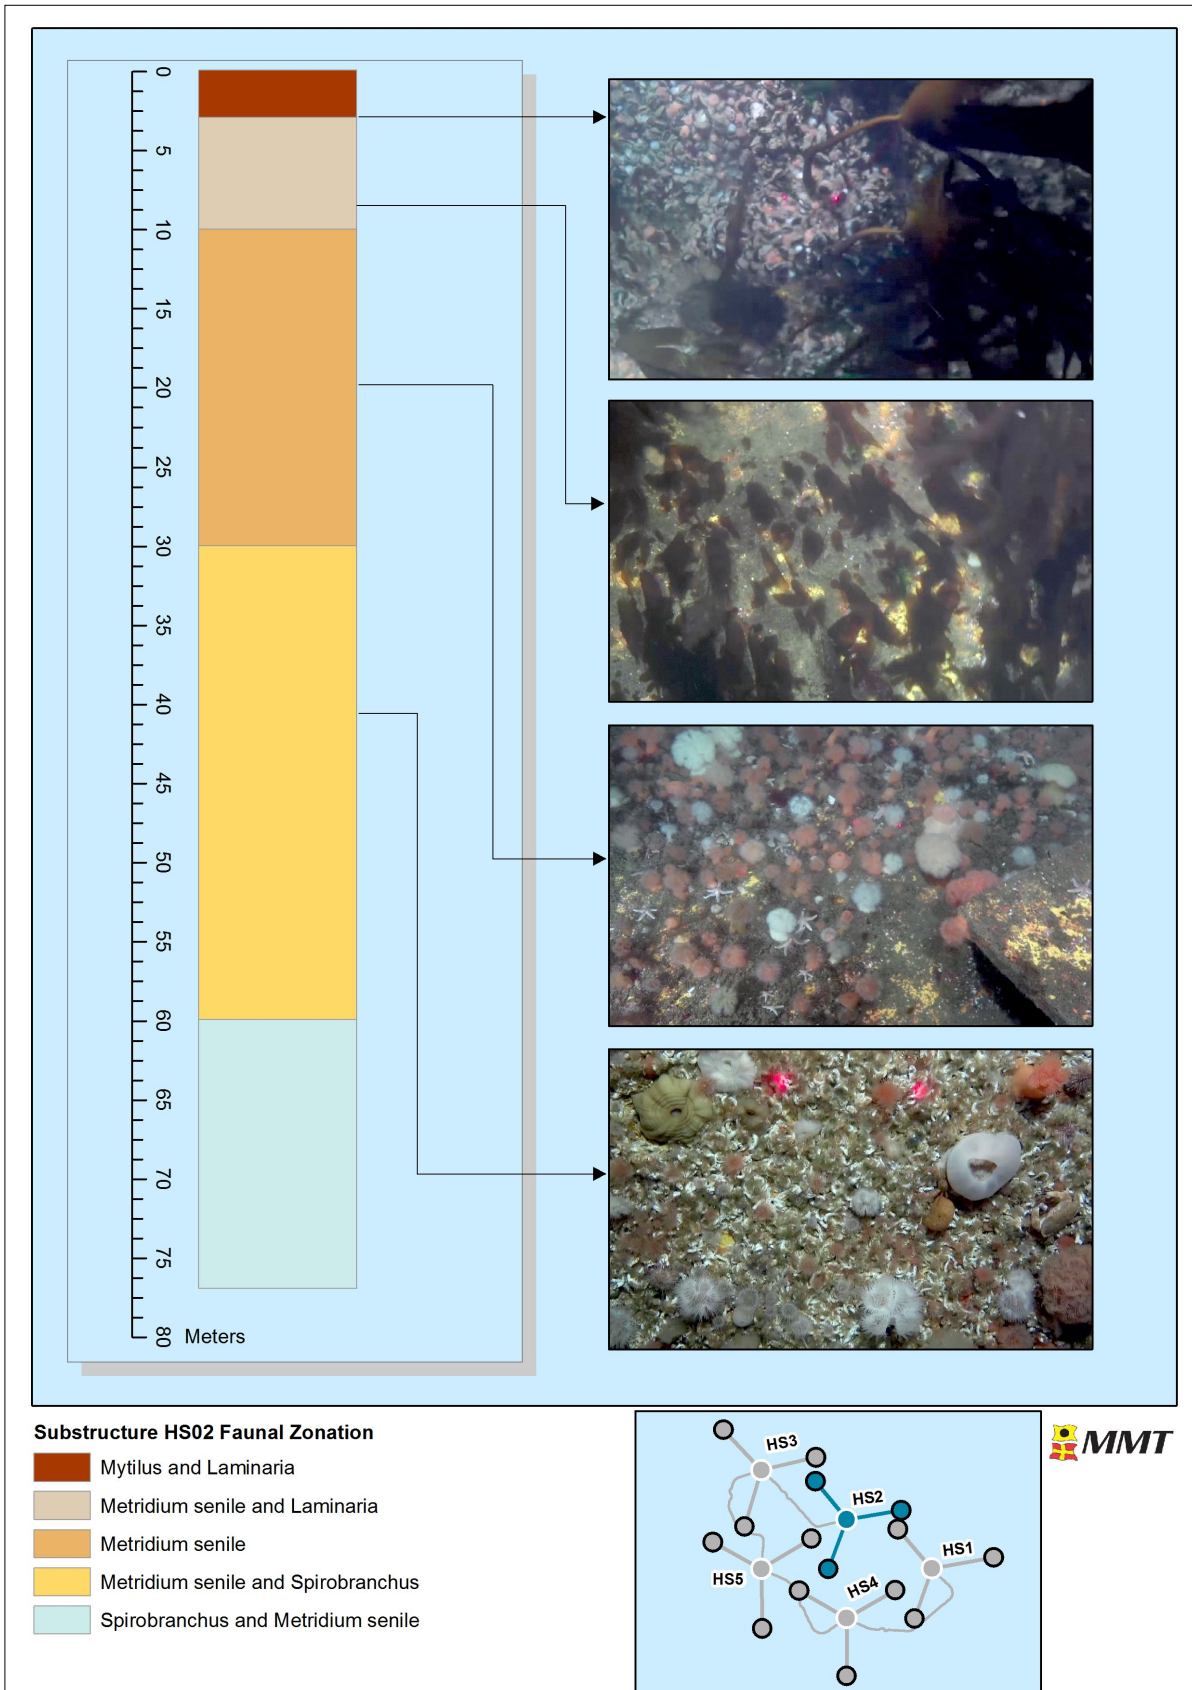 0
5
10
15
20
25
30
35
40
45
50
55
60
65
70
75
80 Meters
Substructure HS02 Faunal Zonation
Mytilus and Laminaria
Metridium senile and Laminaria
Metridium senile
Metridium senile and Spirobranchus
Spirobranchus and Metridium senile
HS3
HS2
HS1
HS5
HS4
MMT